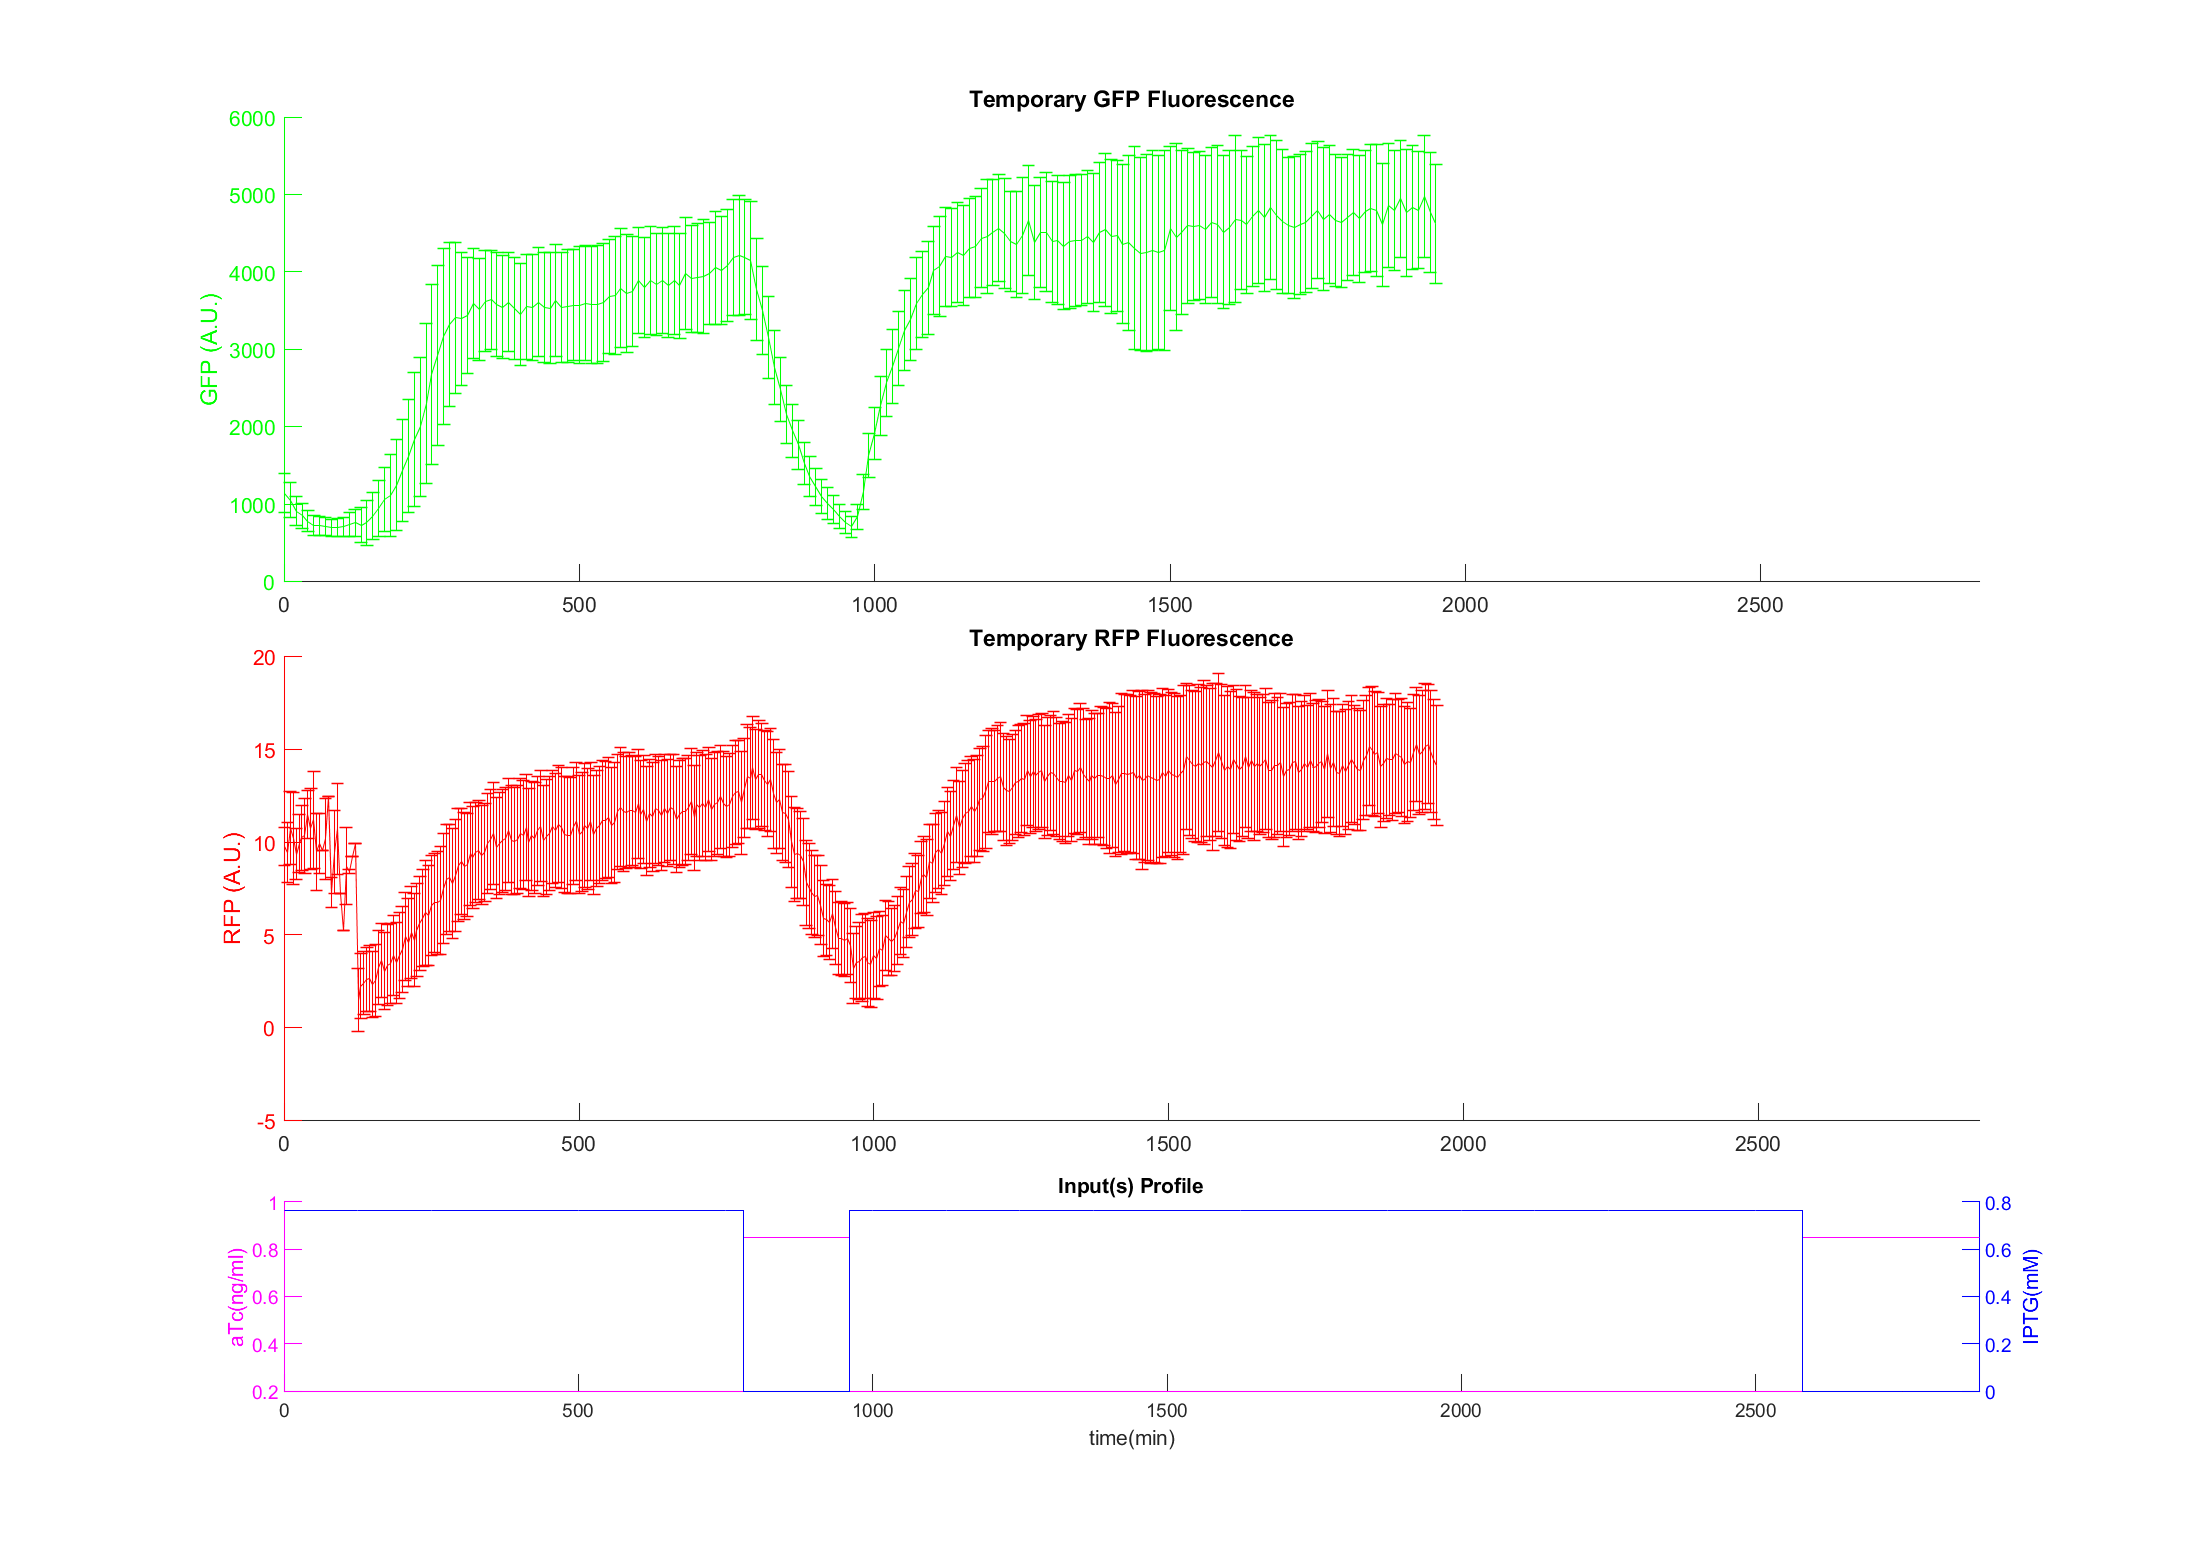 Temporary GFP Fluorescence
6000
5000
4000
3000
2000
1000
0
GFP (A.U.)
0 500 1000 1500 2000 2500
Temporary RFP Fluorescence
20
15
10
5
0
-5
RFP (A.U.)
0 500 1000 1500 2000 2500
Input(s) Profile
1
0.8
0.6
0.4
0.2
aTc(ng/ml)
0.8
0.6
0.4
0.2
0
IPTG(mM)
0 500 1000 1500 2000 2500
time(min)